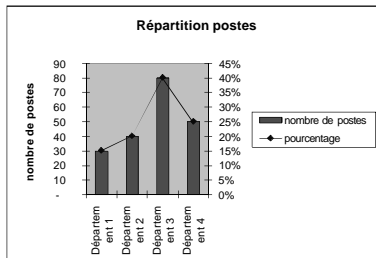 Répartition postes
nombre de postes
90
80
70
60
50
40
30
20
10
-
45%
40%
35%
30%
25%
20%
15%
10%
5%
0%
Départem
ent 1
Départem
ent 2
Départem
ent 3
Départem
ent 4
nombre de postes
pourcentage